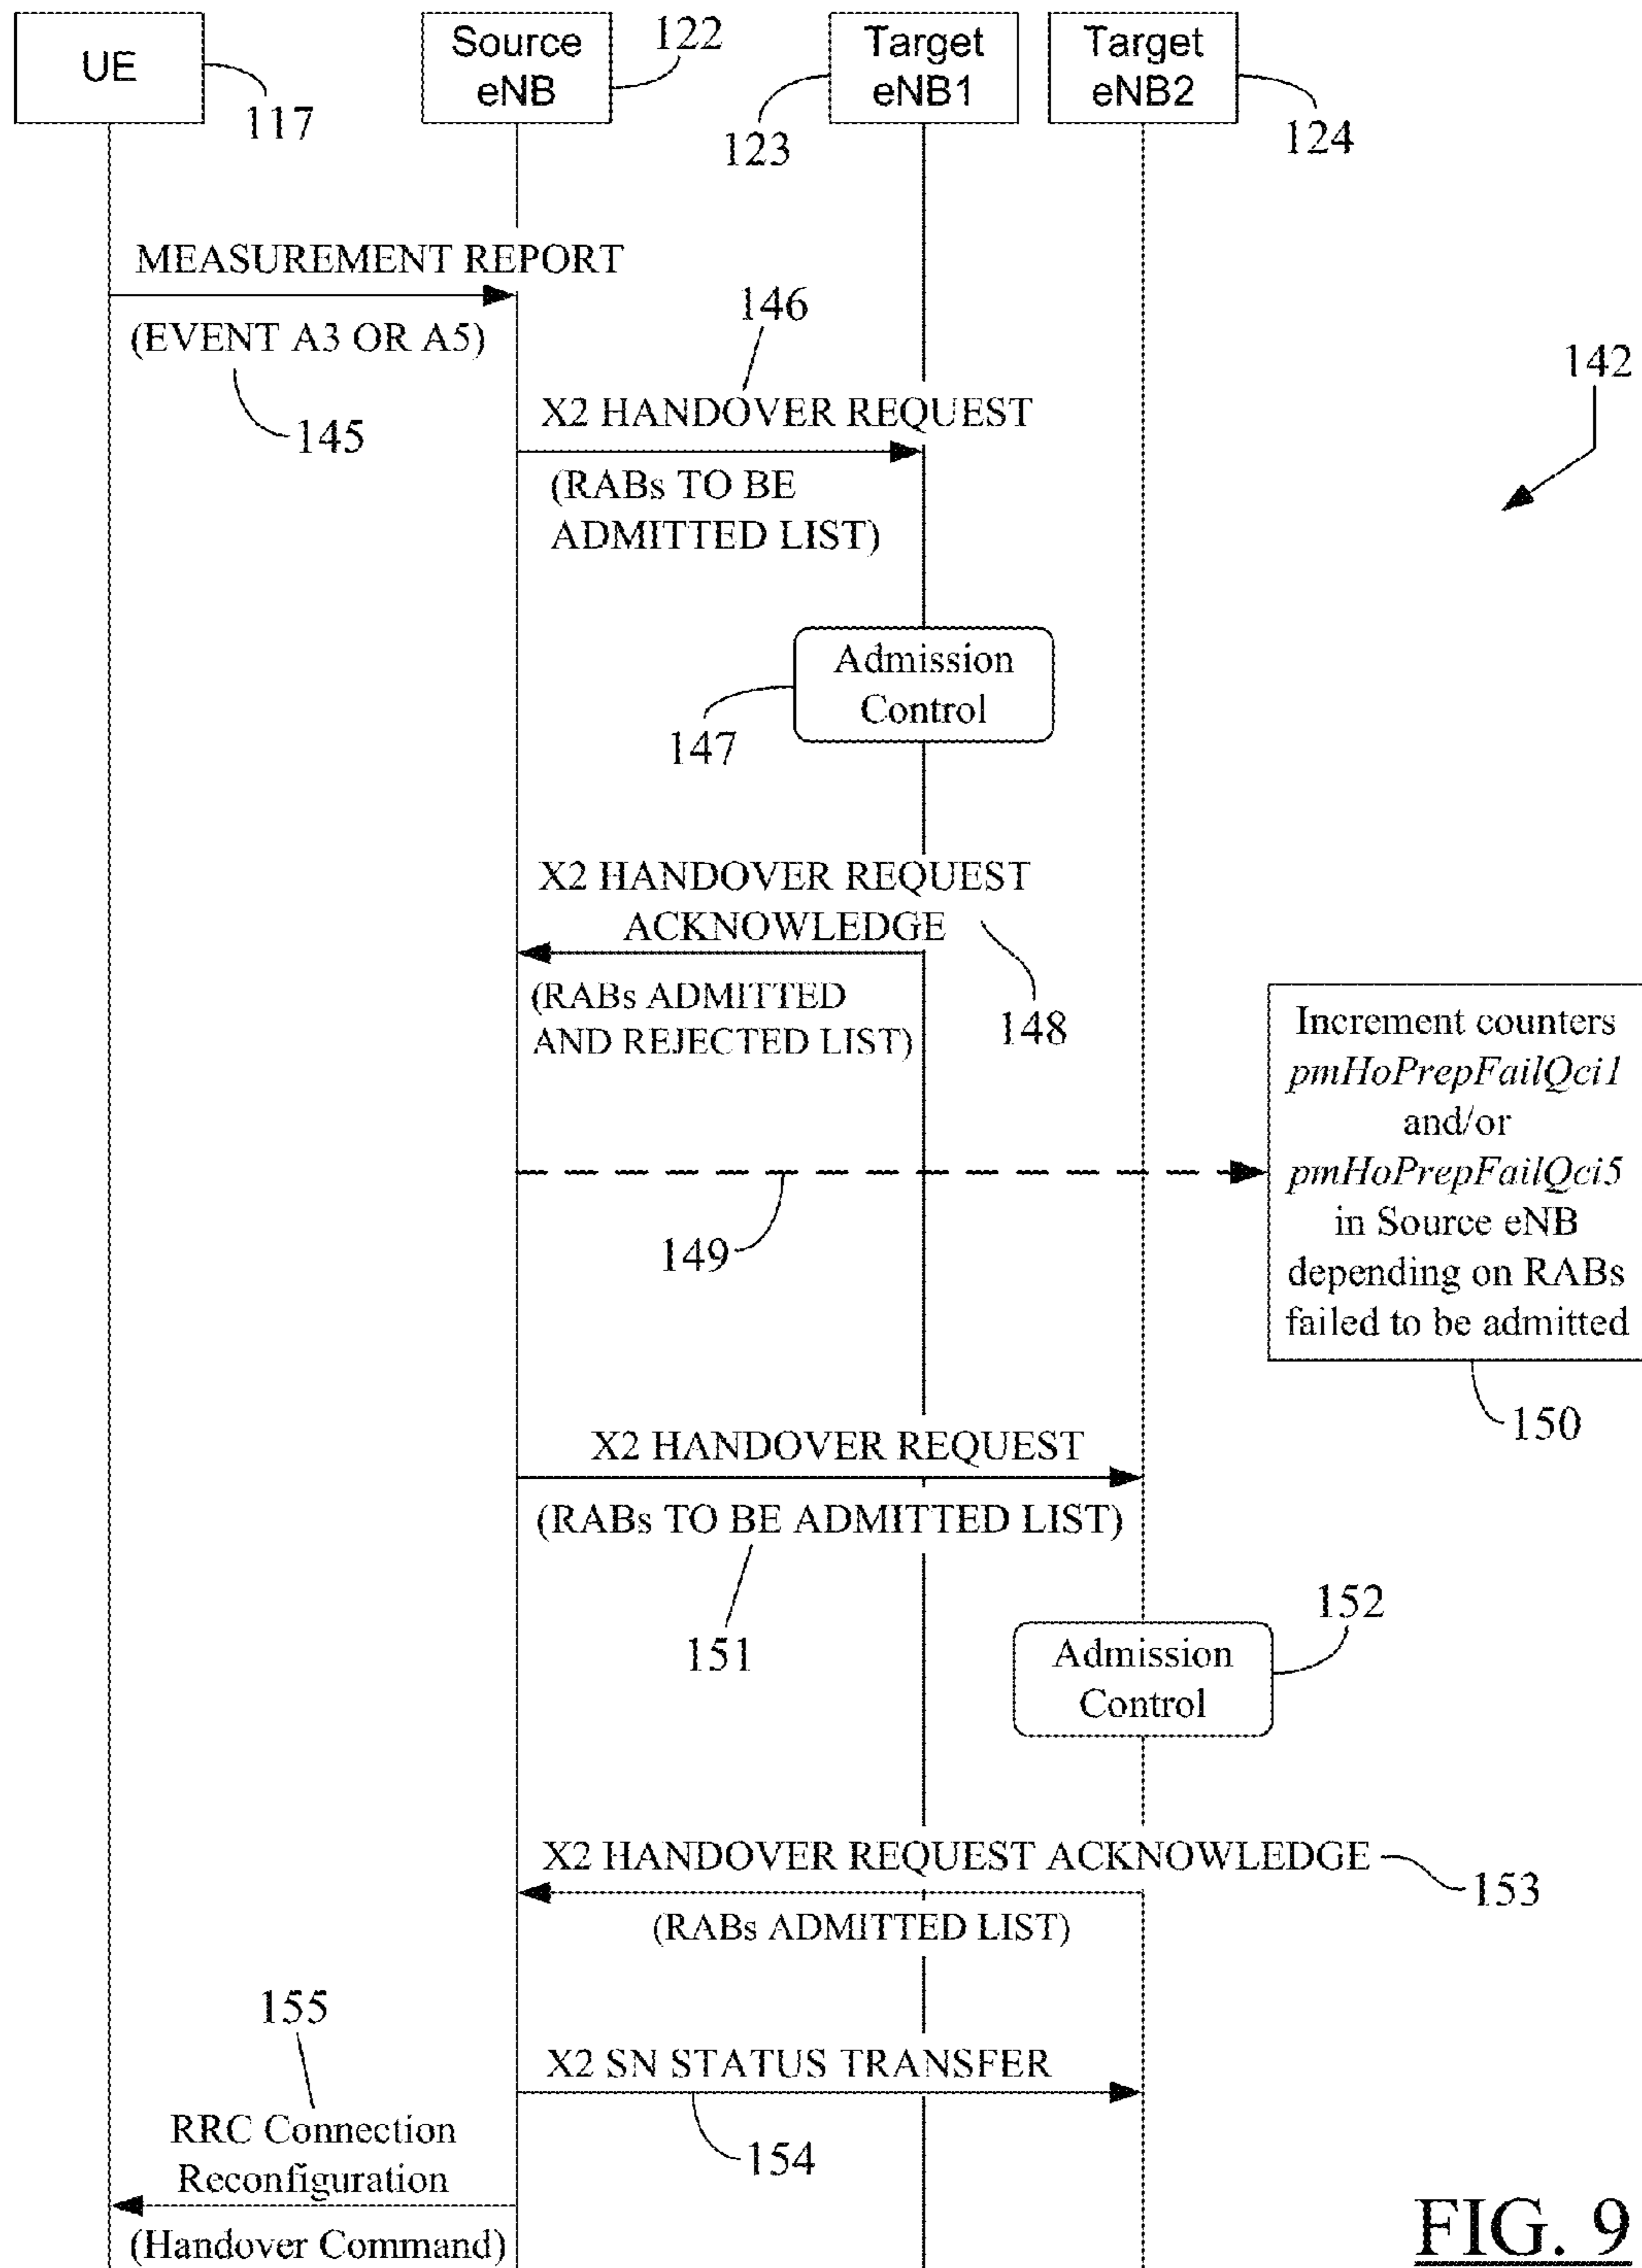 UE
Source
eNB
122
Target
eNB1
Target
eNB2
117
123
124
MEASUREMENT REPORT
(EVENT A3 OR A5)
145
146
142
X2 HANDOVER REQUEST
(RABs TO BE
ADMITTED LIST)
Admission
Control
147
X2 HANDOVER REQUEST
ACKNOWLEDGE
(RABs ADMITTED
AND REJECTED LIST)
148
Increment counters
pmHoPrepFailQci1
and/or
pmHoPrepFailQci5
in Source eNB
depending on RABs
failed to be admitted
149
150
X2 HANDOVER REQUEST
(RABs TO BE ADMITTED LIST)
151
152
Admission
Control
X2 HANDOVER REQUEST ACKNOWLEDGE
153
(RABs ADMITTED LIST)
155
X2 SN STATUS TRANSFER
154
RRC Connection
Reconfiguration
(Handover Command)
FIG. 9